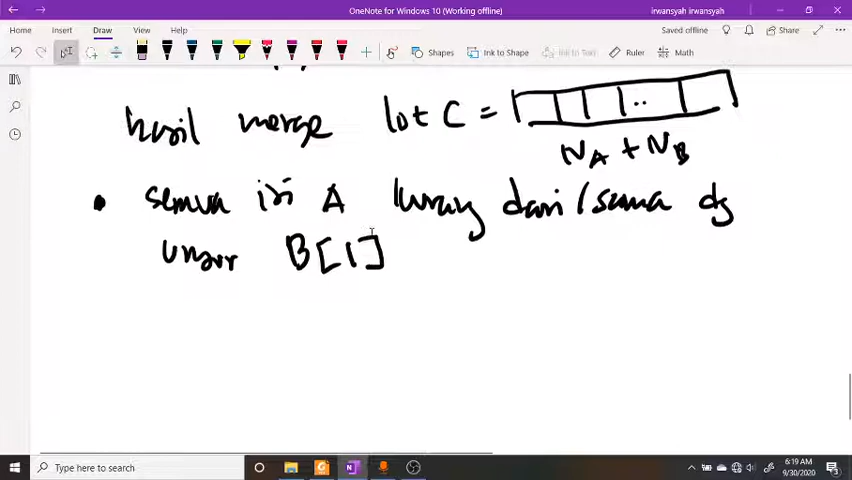 OneNote for Windows 10 (Working offline)
irwansyah irwansyah
Home Insert Draw View Help
Saved offline Share
Shapes Ink to Shape Ink to Text Ruler Math
hasil merge lot C =
..
NA + NB
• semua isi A kurang dari / sama dg
unsur B[1]
Type here to search
6:19 AM
9/30/2020
3